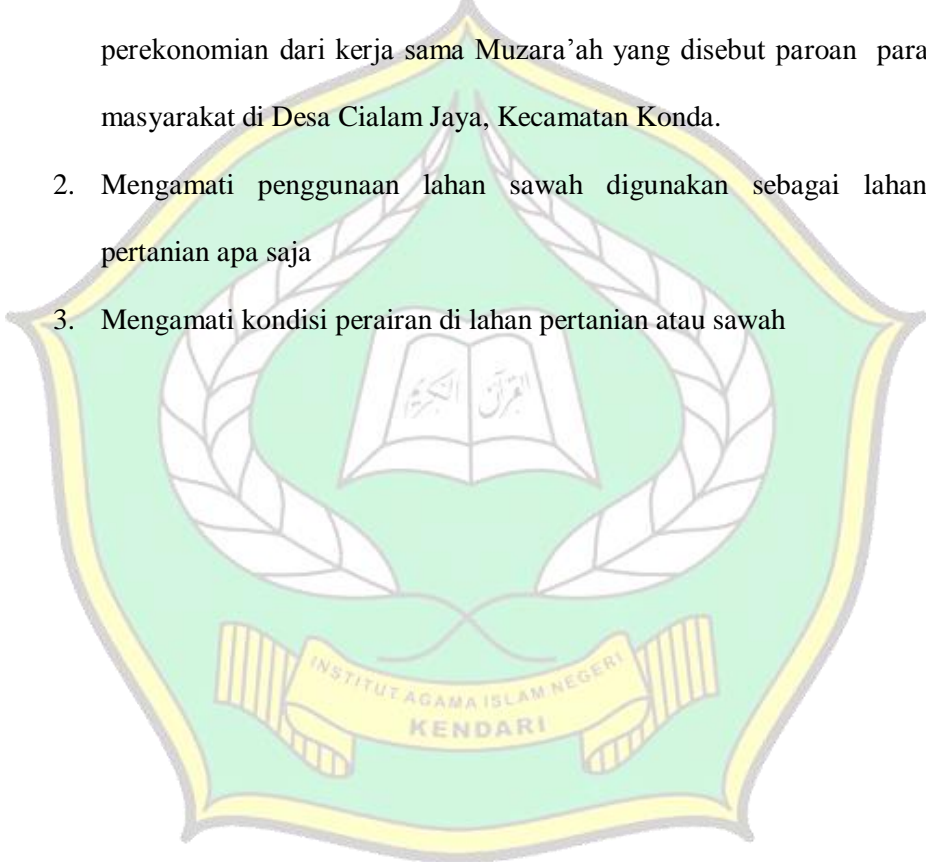 perekonomian dari kerja sama Muzara’ah yang disebut paroan para
masyarakat di Desa Cialam Jaya, Kecamatan Konda.
2. Mengamati penggunaan lahan sawah digunakan sebagai lahan
pertanian apa saja
3. Mengamati kondisi perairan di lahan pertanian atau sawah
القرآن الكريم
INSTITUT AGAMA ISLAM NEGERI
KENDARI